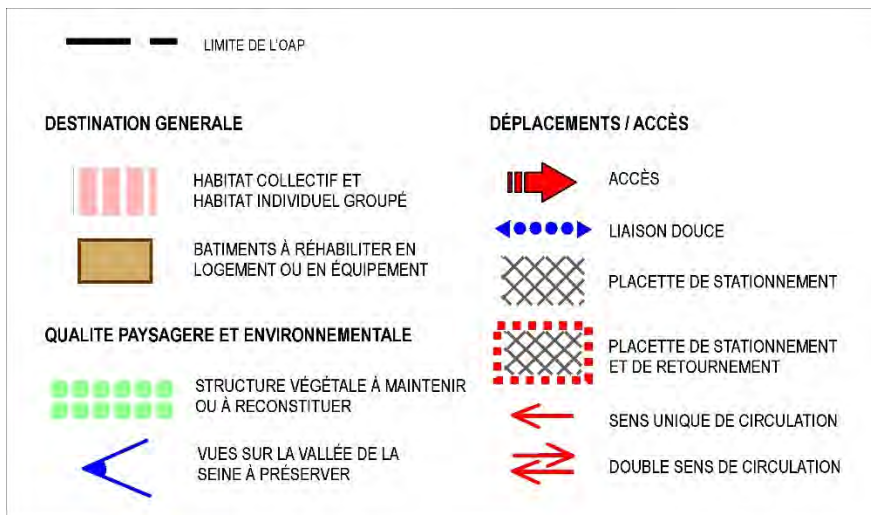 LIMITE DE L'OAP
DESTINATION GENERALE
HABITAT COLLECTIF ET
HABITAT INDIVIDUEL GROUPÉ
BATIMENTS À RÉHABILITER EN
LOGEMENT OU EN ÉQUIPEMENT
QUALITE PAYSAGERE ET ENVIRONNEMENTALE
STRUCTURE VÉGÉTALE À MAINTENIR
OU À RECONSTITUER
VUES SUR LA VALLÉE DE LA
SEINE À PRÉSERVER
DÉPLACEMENTS / ACCÈS
ACCÈS
LIAISON DOUCE
PLACETTE DE STATIONNEMENT
PLACETTE DE STATIONNEMENT
ET DE RETOURNEMENT
SENS UNIQUE DE CIRCULATION
DOUBLE SENS DE CIRCULATION